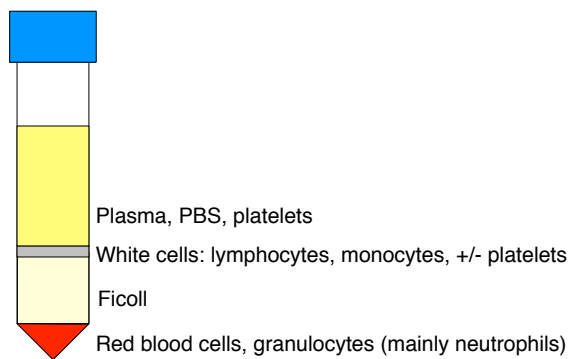 Plasma, PBS, platelets
White cells: lymphocytes, monocytes, +/- platelets
Ficoll
Red blood cells, granulocytes (mainly neutrophils)